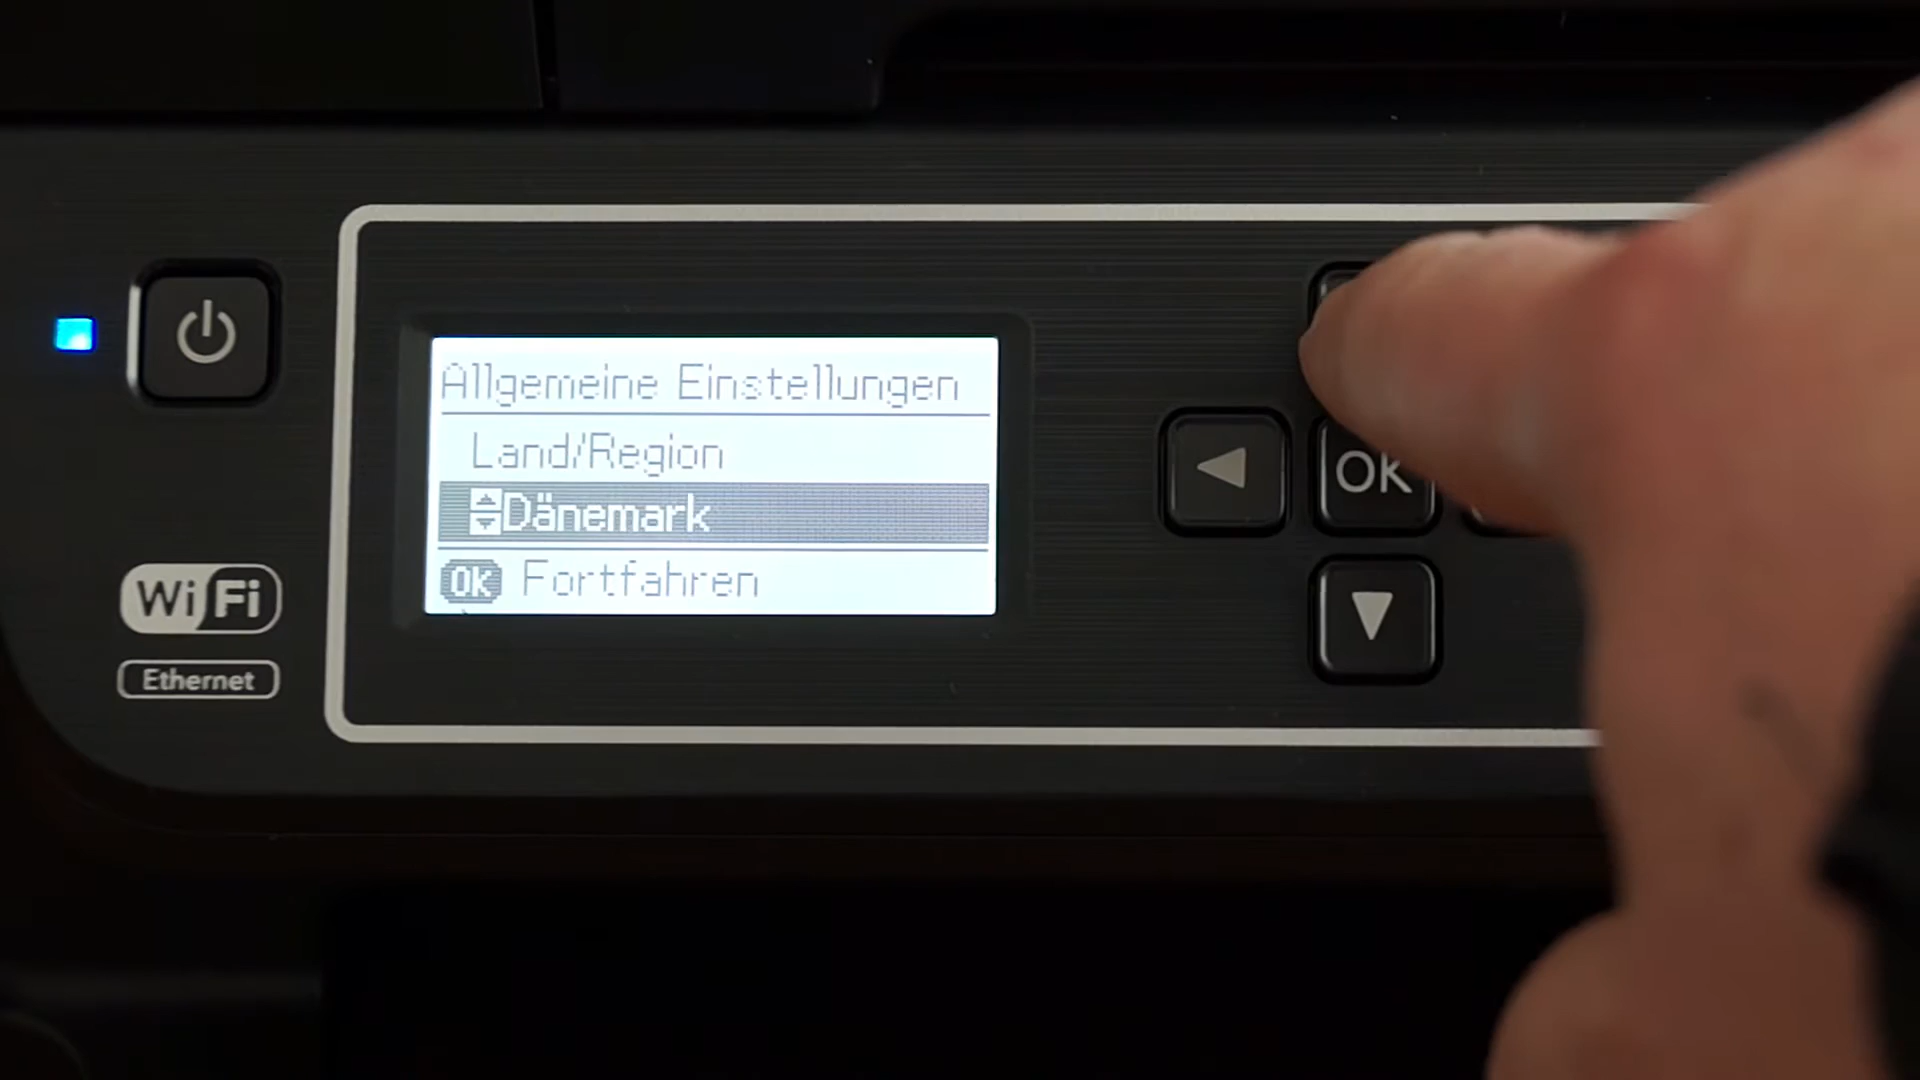 Allgemeine Einstellungen
Land/Region
Dänemark
OK Fortfahren
OK
WiFi
Ethernet